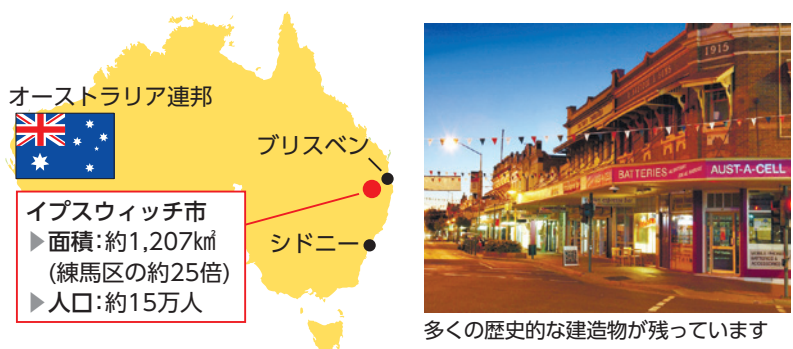 オーストラリア連邦
ブリスベン
イプスウィッチ市
▶面積：約1,207㎢
(練馬区の約25倍)
▶人口：約15万人
シドニー
1915
BATTERIES
AUST-A-CELL
多くの歴史的な建造物が残っています